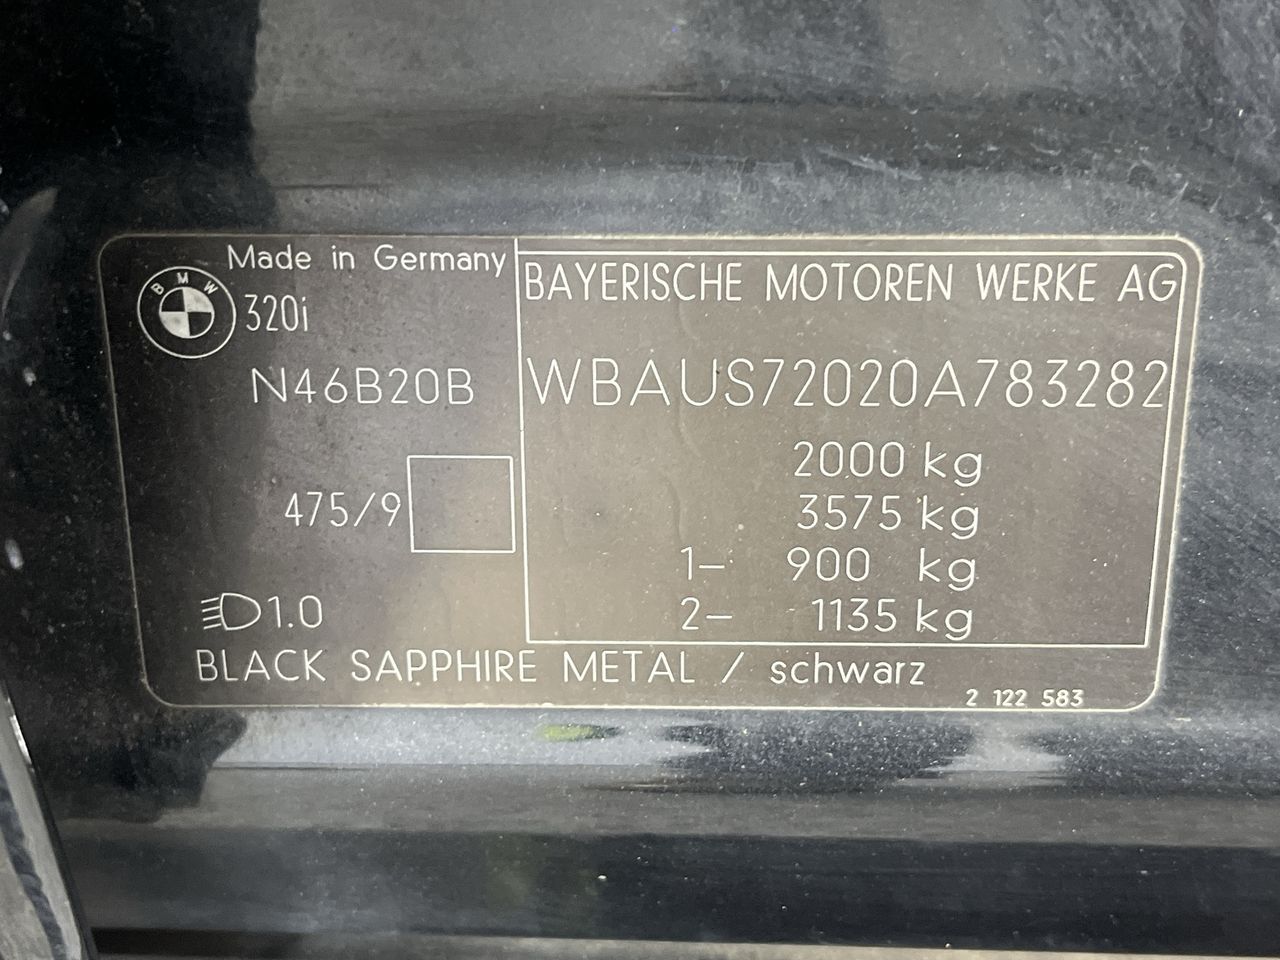 Made in Germany
BMW
320i
N46B20B
475/9
1.0
BAYERISCHE MOTOREN WERKE AG
WBAUS72020A783282
2000 kg
3575 kg
1- 900 kg
2- 1135 kg
BLACK SAPPHIRE METAL / schwarz
2 122 583